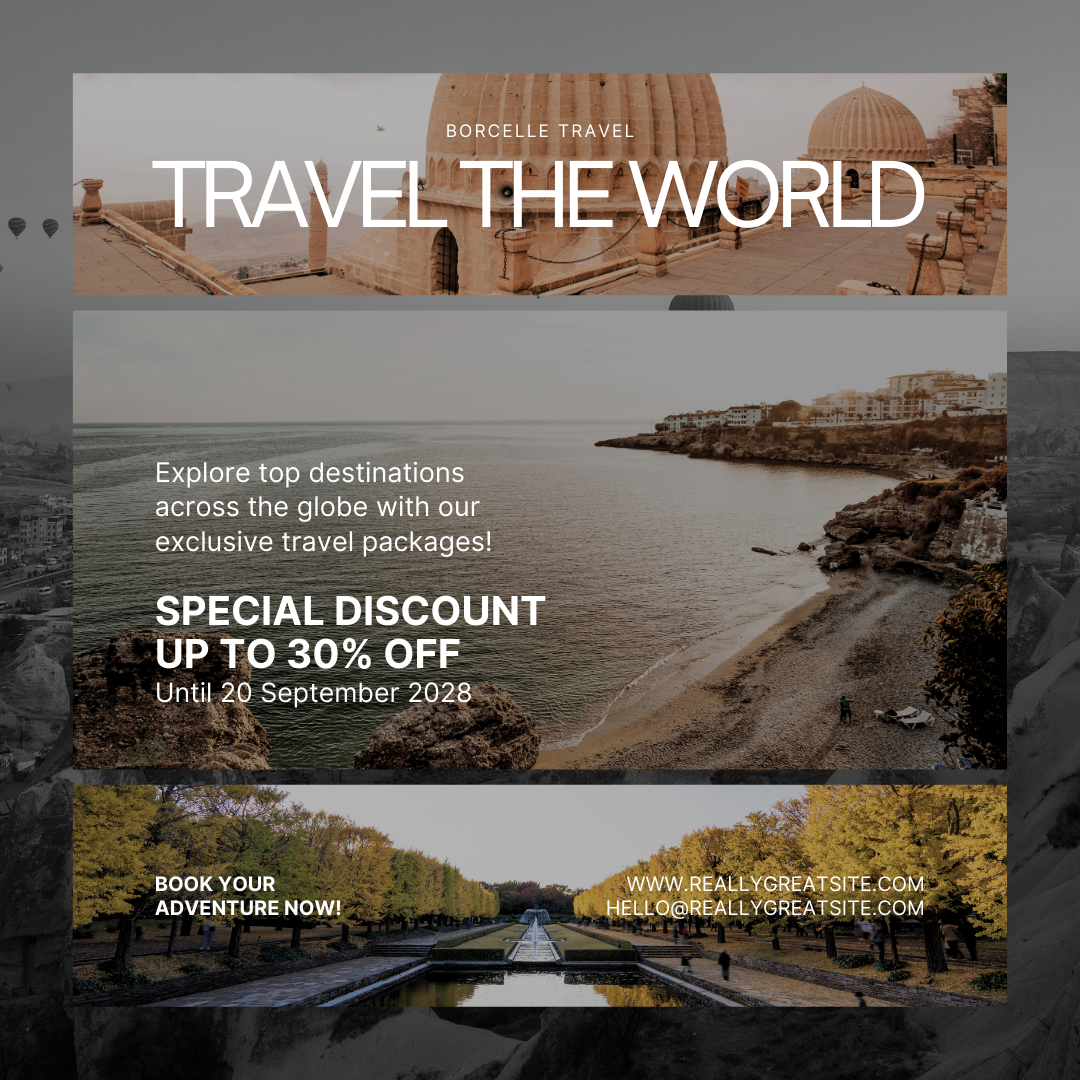 BORCELLE TRAVEL
TRAVEL THE WORLD
Explore top destinations
across the globe with our
exclusive travel packages!
SPECIAL DISCOUNT
UP TO 30% OFF
Until 20 September 2028
BOOK YOUR
ADVENTURE NOW!
WWW.REALLYGREATSITE.COM
HELLO@REALLYGREATSITE.COM